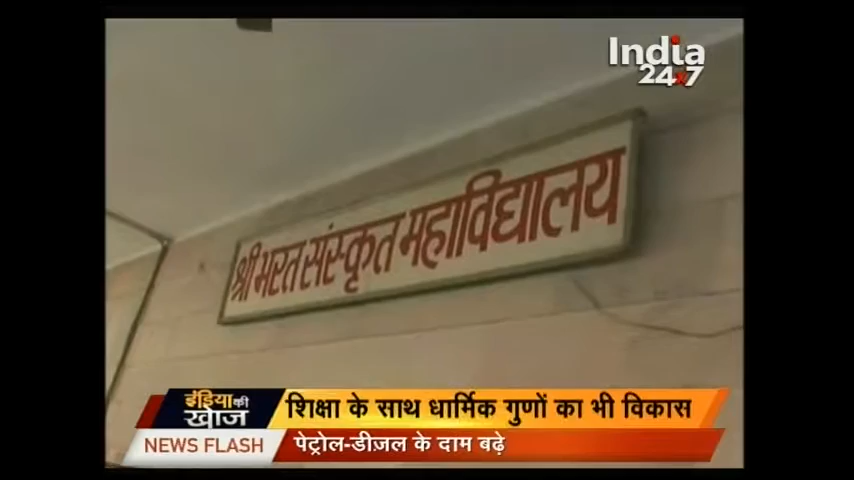 India
24x7
श्री भरत संस्कृत महाविद्यालय
इंडिया की
खोज
शिक्षा के साथ धार्मिक गुणों का भी विकास
NEWS FLASH
पेट्रोल-डीज़ल के दाम बढ़े